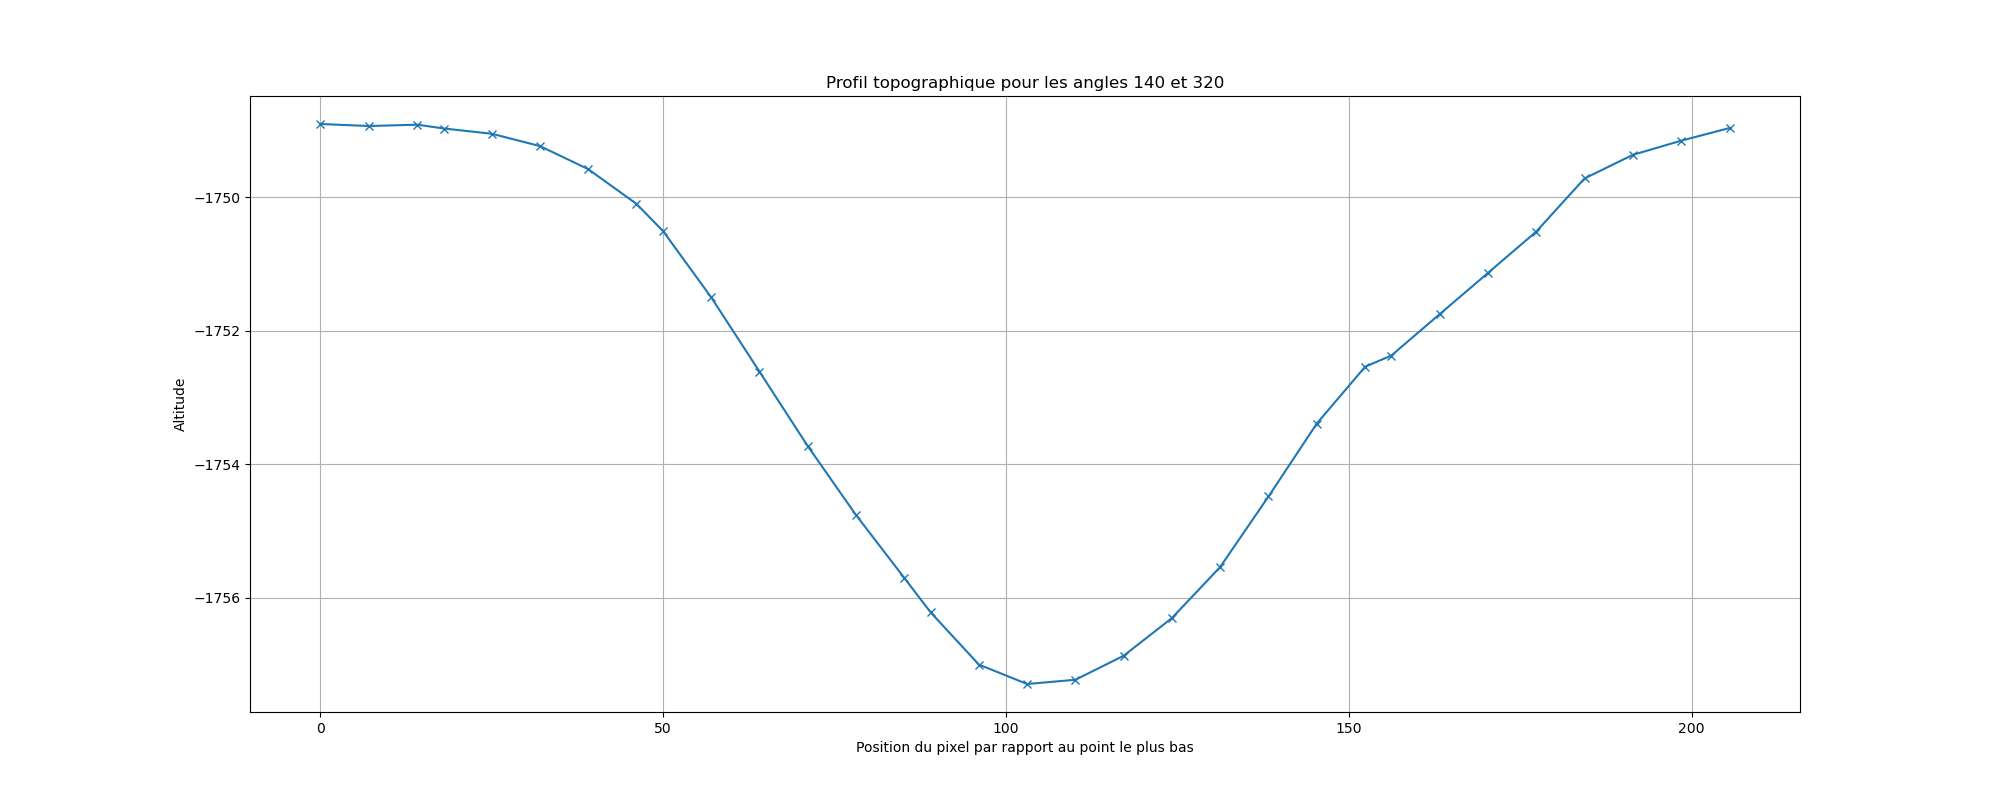 Profil topographique pour les angles 140 et 320
Altitude
−1750
−1752
−1754
−1756
0 50 100 150 200
Position du pixel par rapport au point le plus bas